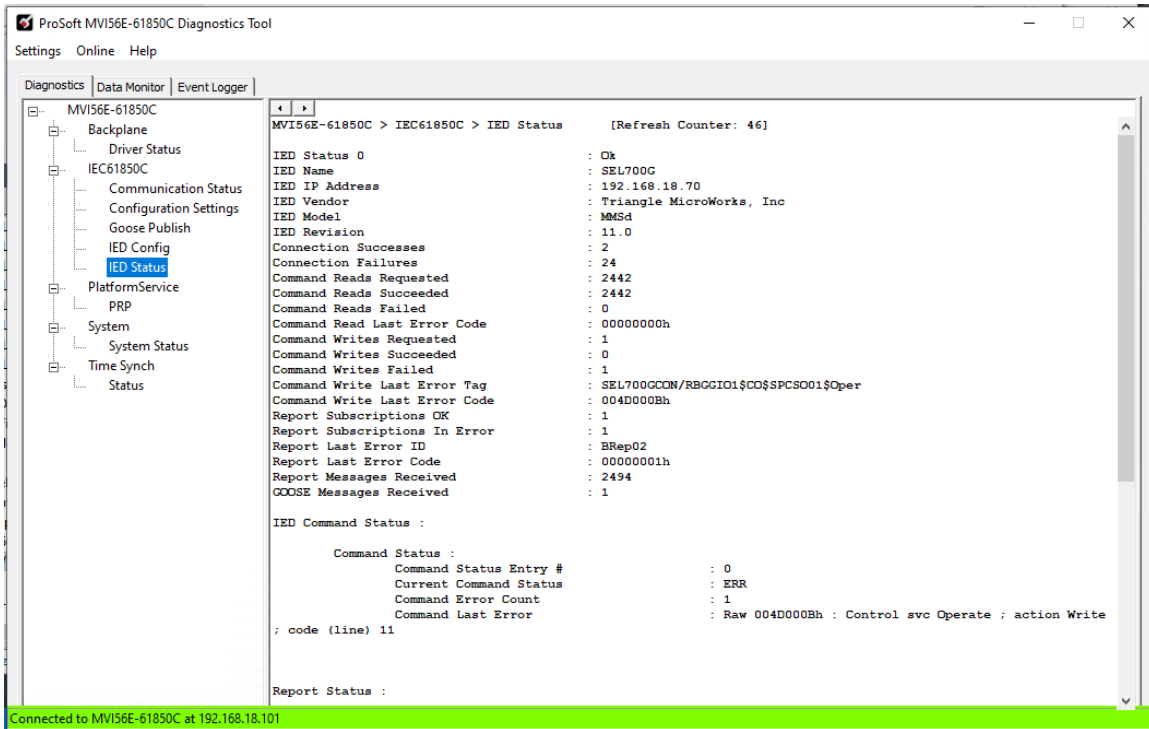 ProSoft MVI56E-61850C Diagnostics Tool
Settings Online Help
Diagnostics Data Monitor Event Logger
MVI56E-61850C
Backplane
Driver Status
IEC61850C
Communication Status
Configuration Settings
Goose Publish
IED Config
IED Status
PlatformService
PRP
System
System Status
Time Synch
Status
MVI56E-61850C > IEC61850C > IED Status [Refresh Counter: 46]
IED Status 0 : Ok
IED Name : SEL700G
IED IP Address : 192.168.18.70
IED Vendor : Triangle MicroWorks, Inc
IED Model : MMSd
IED Revision : 11.0
Connection Successes : 2
Connection Failures : 24
Command Reads Requested : 2442
Command Reads Succeeded : 2442
Command Reads Failed : 0
Command Read Last Error Code : 00000000h
Command Writes Requested : 1
Command Writes Succeeded : 0
Command Writes Failed : 1
Command Write Last Error Tag : SEL700GCON/RBGGIO1$CO$SPCSO01$Oper
Command Write Last Error Code : 004D000Bh
Report Subscriptions OK : 1
Report Subscriptions In Error : 1
Report Last Error ID : BRep02
Report Last Error Code : 00000001h
Report Messages Received : 2494
GOOSE Messages Received : 1
IED Command Status :
Command Status :
Command Status Entry # : 0
Current Command Status : ERR
Command Error Count : 1
Command Last Error : Raw 004D000Bh : Control svc Operate ; action Write
; code (line) 11
Report Status :
Connected to MVI56E-61850C at 192.168.18.101